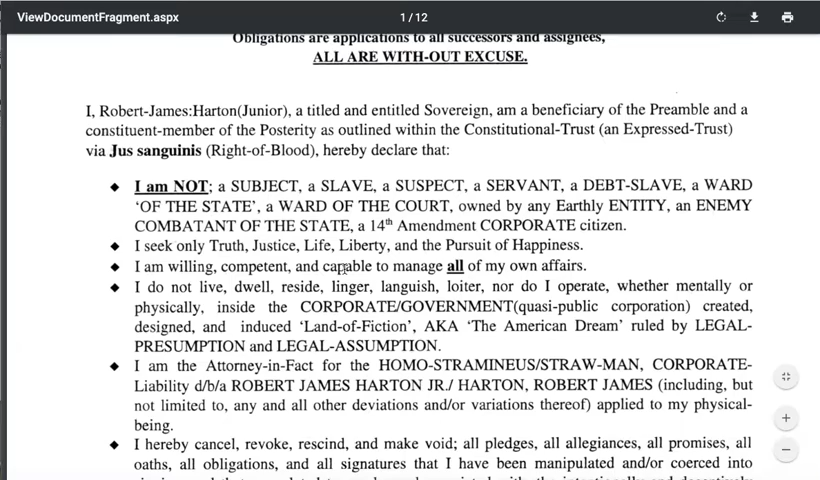 ViewDocumentFragment.aspx
1 / 12
Obligations are applications to all successors and assignees,
ALL ARE WITH-OUT EXCUSE.
I, Robert-James:Harton(Junior), a titled and entitled Sovereign, am a beneficiary of the Preamble and a
constituent-member of the Posterity as outlined within the Constitutional-Trust (an Expressed-Trust)
via Jus sanguinis (Right-of-Blood), hereby declare that:
◆ I am NOT; a SUBJECT, a SLAVE, a SUSPECT, a SERVANT, a DEBT-SLAVE, a WARD
‘OF THE STATE’, a WARD OF THE COURT, owned by any Earthly ENTITY, an ENEMY
COMBATANT OF THE STATE, a 14th Amendment CORPORATE citizen.
◆ I seek only Truth, Justice, Life, Liberty, and the Pursuit of Happiness.
◆ I am willing, competent, and capable to manage all of my own affairs.
◆ I do not live, dwell, reside, linger, languish, loiter, nor do I operate, whether mentally or
physically, inside the CORPORATE/GOVERNMENT(quasi-public corporation) created,
designed, and induced ‘Land-of-Fiction’, AKA ‘The American Dream’ ruled by LEGAL-
PRESUMPTION and LEGAL-ASSUMPTION.
◆ I am the Attorney-in-Fact for the HOMO-STRAMINEUS/STRAW-MAN, CORPORATE-
Liability d/b/a ROBERT JAMES HARTON JR./ HARTON, ROBERT JAMES (including, but
not limited to, any and all other deviations and/or variations thereof) applied to my physical-
being.
◆ I hereby cancel, revoke, rescind, and make void; all pledges, all allegiances, all promises, all
oaths, all obligations, and all signatures that I have been manipulated and/or coerced into